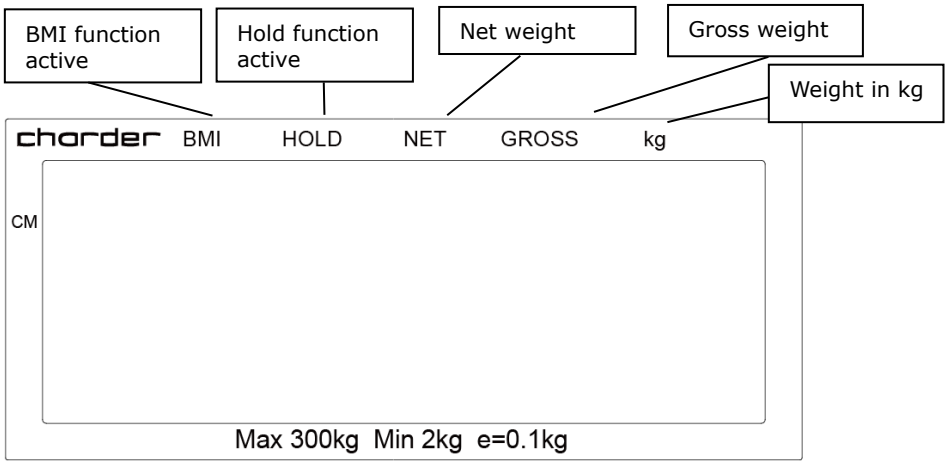 BMI function
active
Hold function
active
Net weight
Gross weight
Weight in kg
charder BMI HOLD NET GROSS kg
CM
Max 300kg Min 2kg e=0.1kg